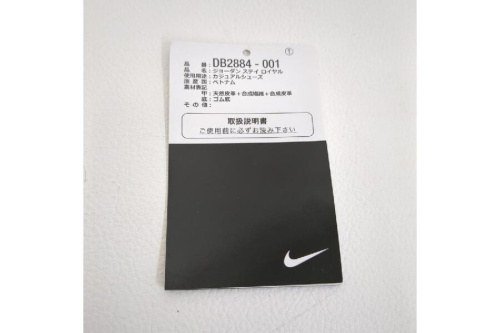 ①
品番：DB2884-001
品名：ジョーダン ステイ ロイヤル
使用用途：カジュアルシューズ
原産国：ベトナム
素材表記
甲：天然皮革＋合成繊維＋合成皮革
底：ゴム底
その他：
取扱説明書
ご使用前に必ずお読み下さい